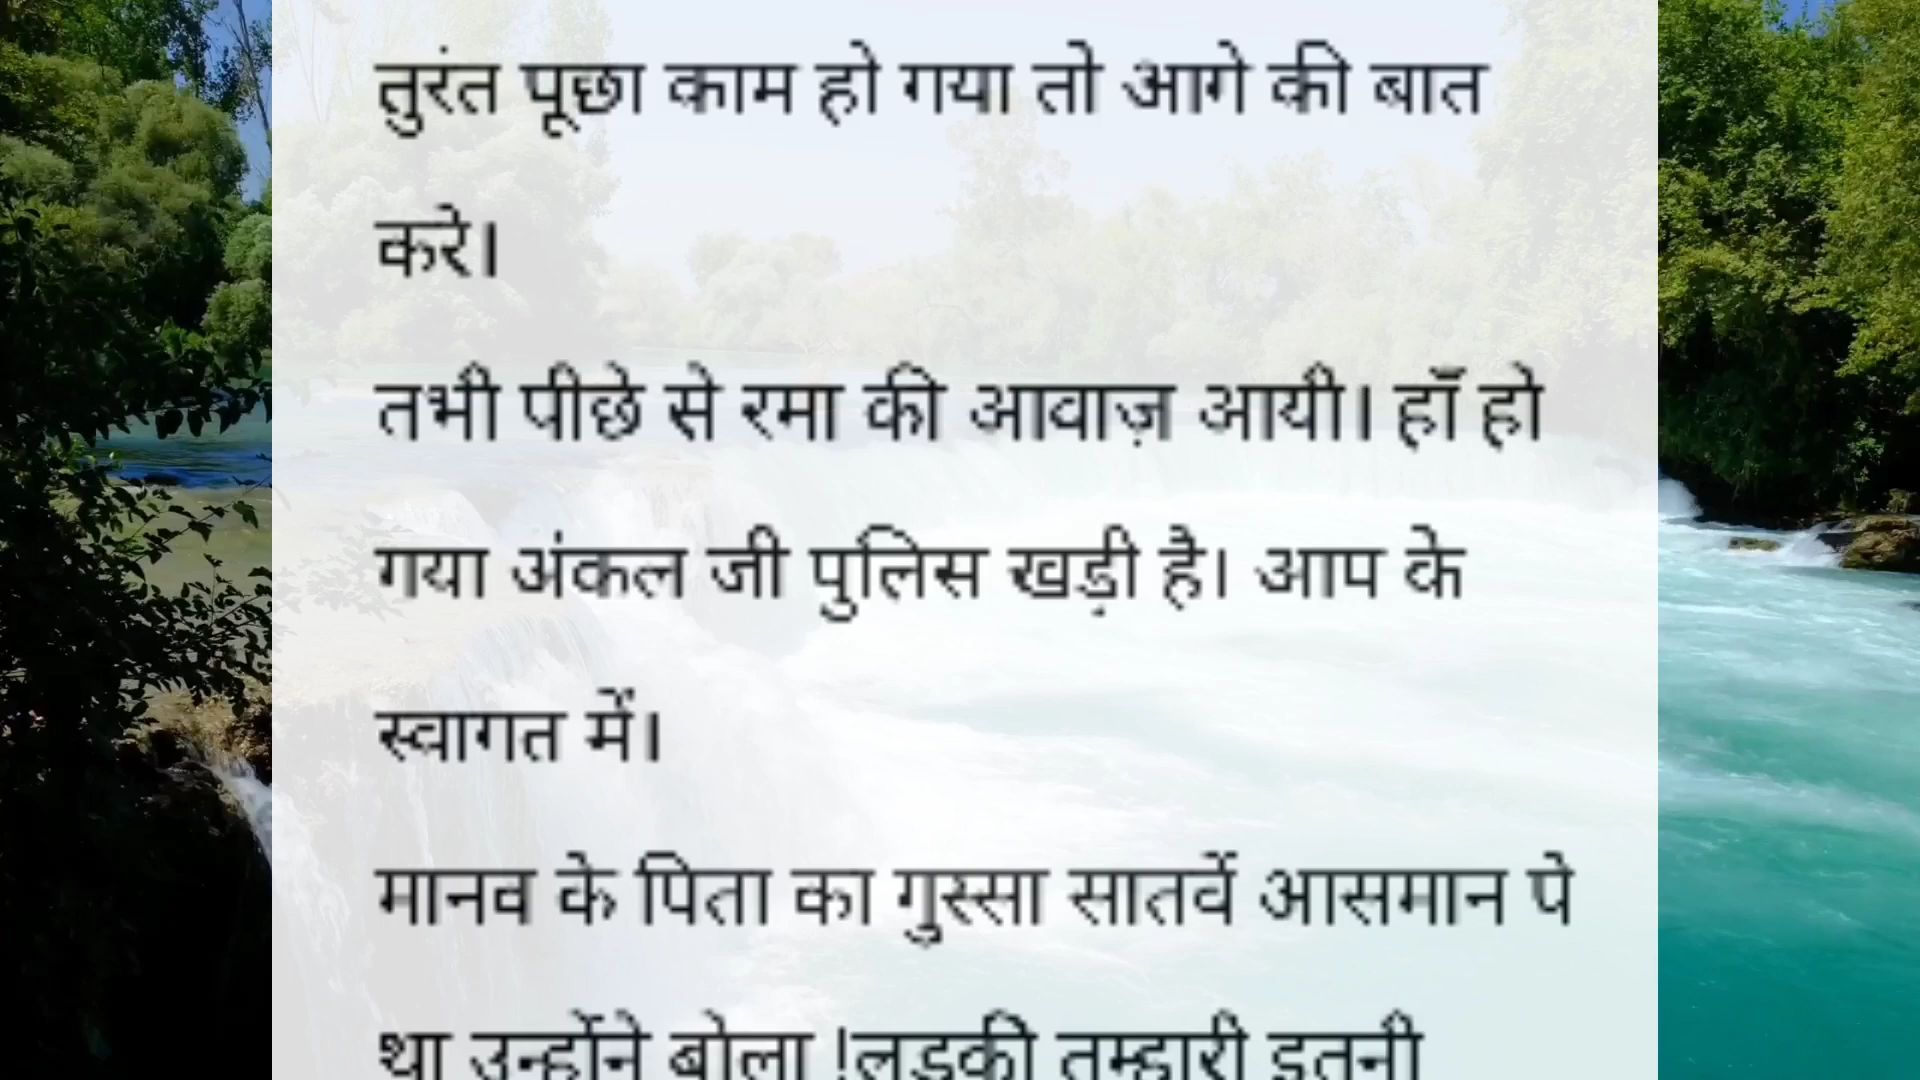 तुरंत पूछा काम हो गया तो आगे की बात
करे।
तभी पीछे से रमा की आवाज़ आयी। हाँ हो
गया अंकल जी पुलिस खड़ी है। आप के
स्वागत में।
मानव के पिता का गुस्सा सातवें आसमान पे
था उन्होंने बोला !लड़की तुम्हारी इतनी